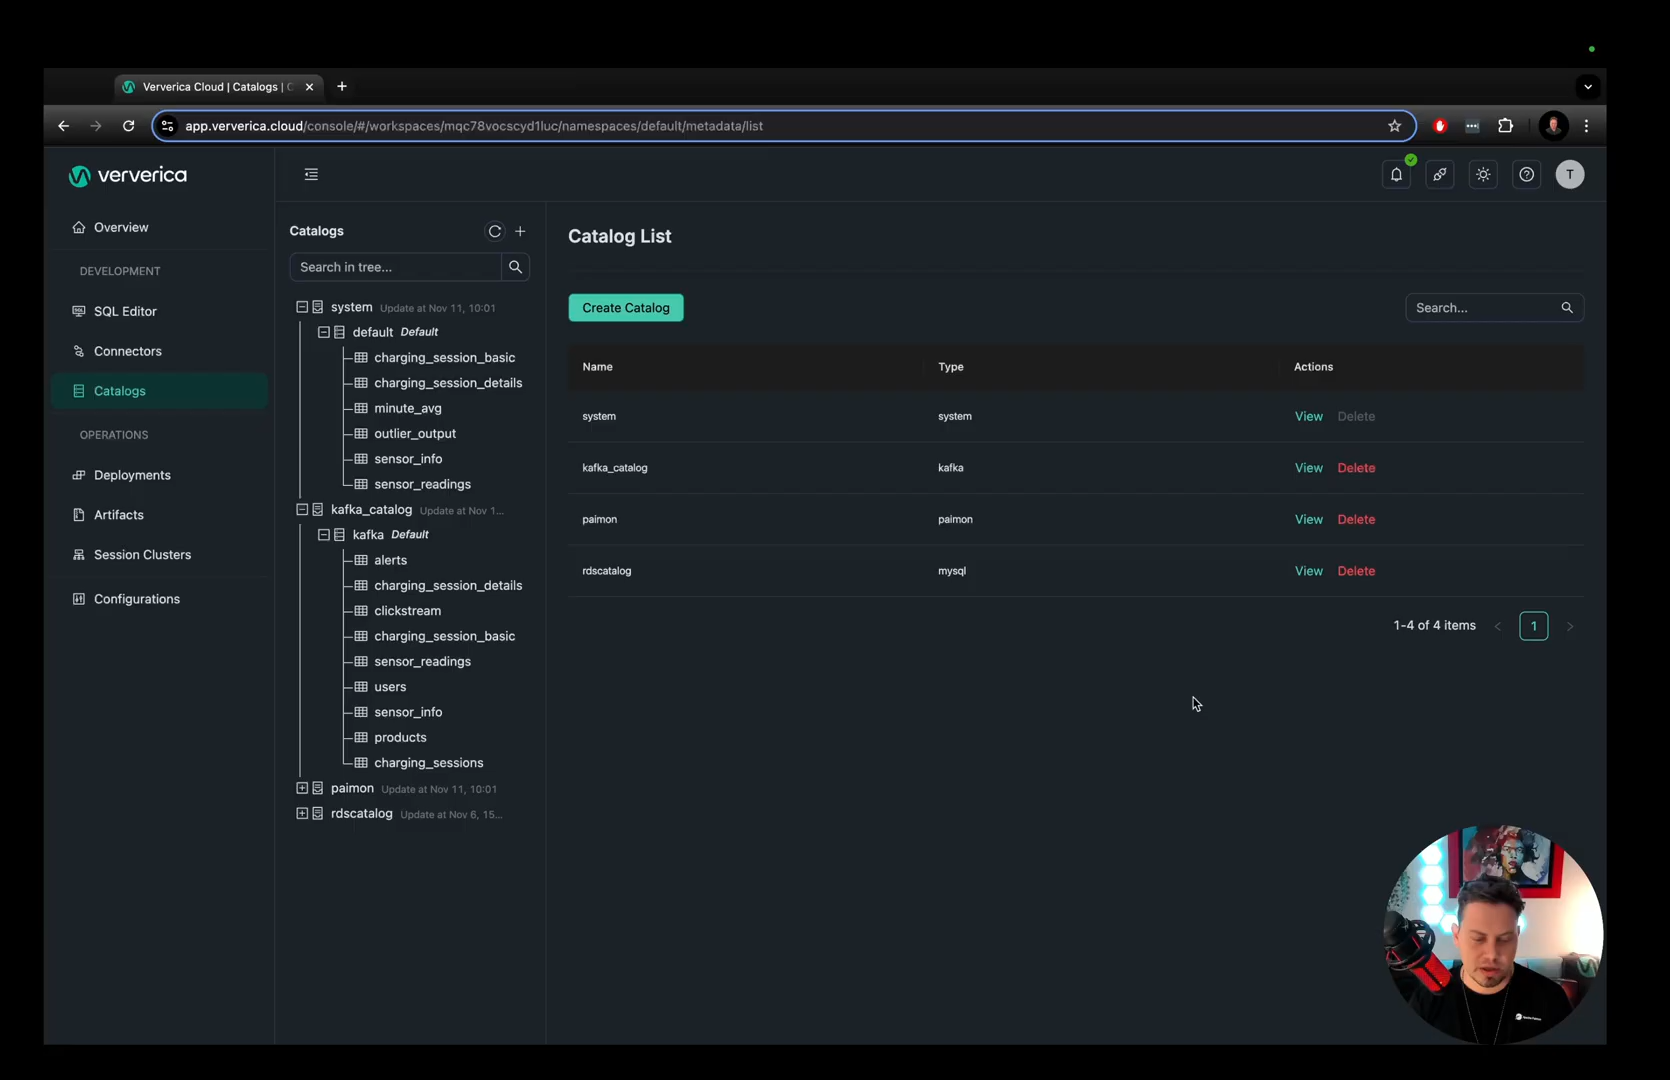 Ververica Cloud | Catalogs |
app.ververica.cloud/console/#/workspaces/mqc78vocscyd1luc/namespaces/default/metadata/list
ververica
T
Overview
DEVELOPMENT
SQL Editor
Connectors
Catalogs
OPERATIONS
Deployments
Artifacts
Session Clusters
Configurations
Catalogs
Search in tree...
system Update at Nov 11, 10:01
default Default
charging_session_basic
charging_session_details
minute_avg
outlier_output
sensor_info
sensor_readings
kafka_catalog Update at Nov 1...
kafka Default
alerts
charging_session_details
clickstream
charging_session_basic
sensor_readings
users
sensor_info
products
charging_sessions
paimon Update at Nov 11, 10:01
rdscatalog Update at Nov 6, 15...
Catalog List
Create Catalog
Search...
Name Type Actions
system system View Delete
kafka_catalog kafka View Delete
paimon paimon View Delete
rdscatalog mysql View Delete
1-4 of 4 items < 1 >